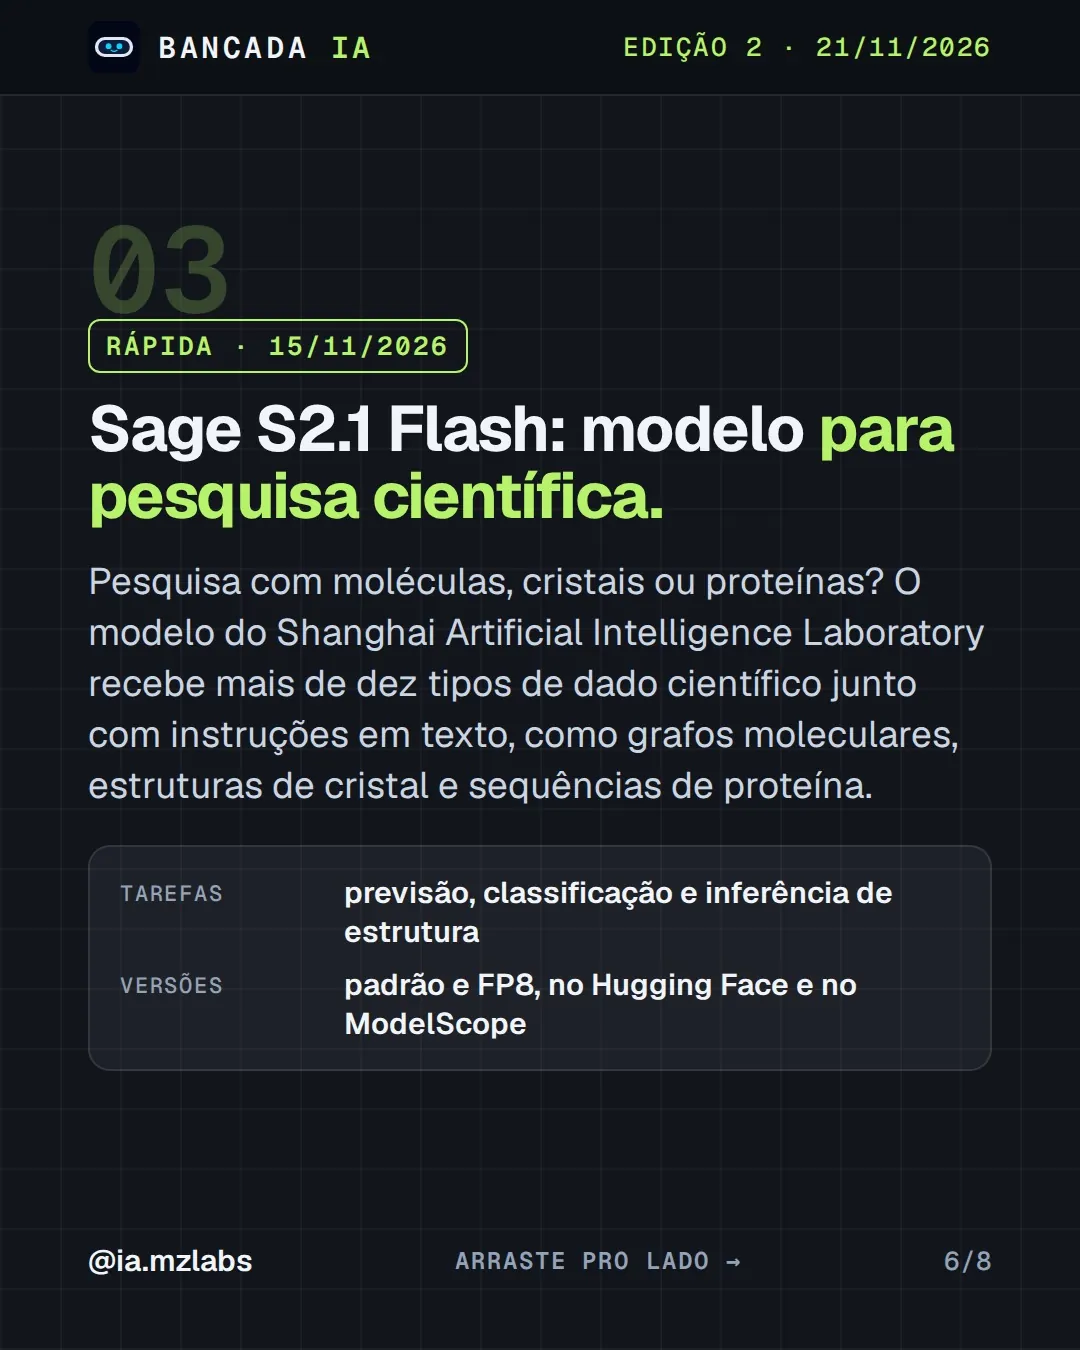 BANCADA IA
EDIÇÃO 2 · 21/11/2026
03
RÁPIDA · 15/11/2026
Sage S2.1 Flash: modelo para
pesquisa científica.
Pesquisa com moléculas, cristais ou proteínas? O
modelo do Shanghai Artificial Intelligence Laboratory
recebe mais de dez tipos de dado científico junto
com instruções em texto, como grafos moleculares,
estruturas de cristal e sequências de proteína.
TAREFAS
previsão, classificação e inferência de
estrutura
VERSÕES
padrão e FP8, no Hugging Face e no
ModelScope
@ia.mzlabs
ARRASTE PRO LADO →
6/8